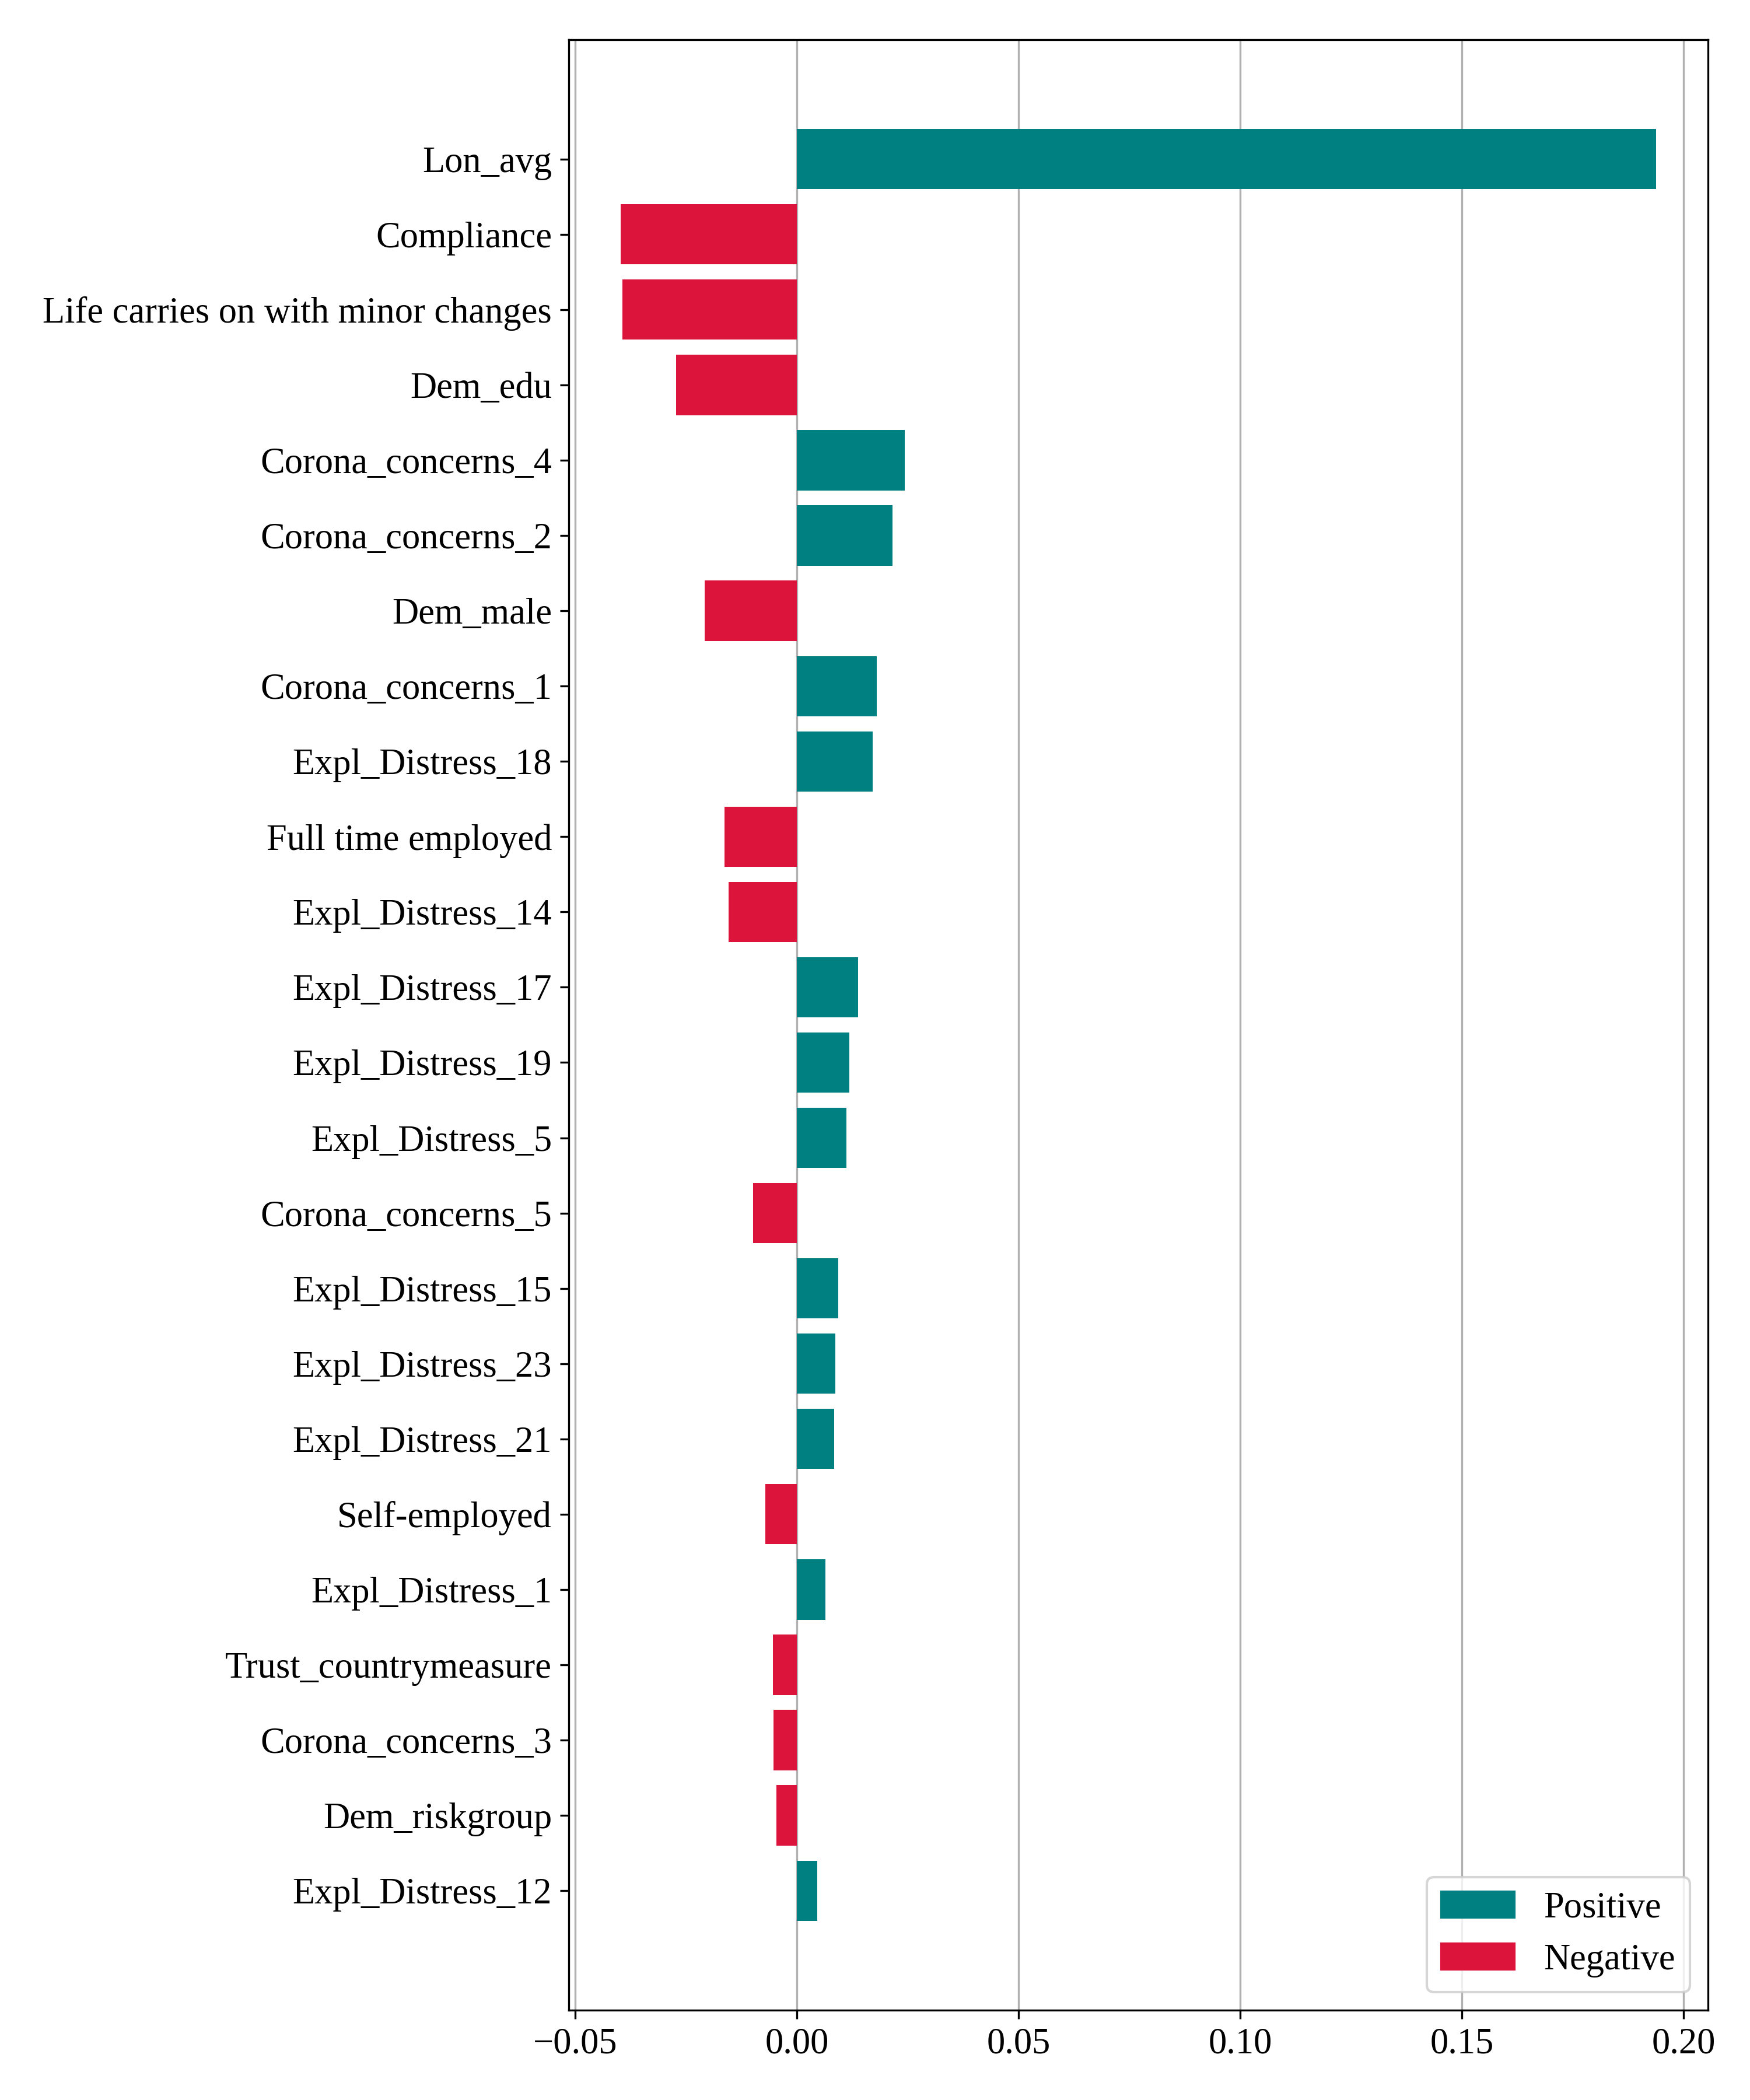 Lon_avg
Compliance
Life carries on with minor changes
Dem_edu
Corona_concerns_4
Corona_concerns_2
Dem_male
Corona_concerns_1
Expl_Distress_18
Full time employed
Expl_Distress_14
Expl_Distress_17
Expl_Distress_19
Expl_Distress_5
Corona_concerns_5
Expl_Distress_15
Expl_Distress_23
Expl_Distress_21
Self-employed
Expl_Distress_1
Trust_countrymeasure
Corona_concerns_3
Dem_riskgroup
Expl_Distress_12
Positive
Negative
−0.05 0.00 0.05 0.10 0.15 0.20